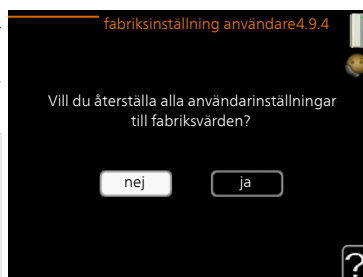 fabriksinställning användare4.9.4
Vill du återställa alla användarinställningar
till fabriksvärden?
nej
ja
?